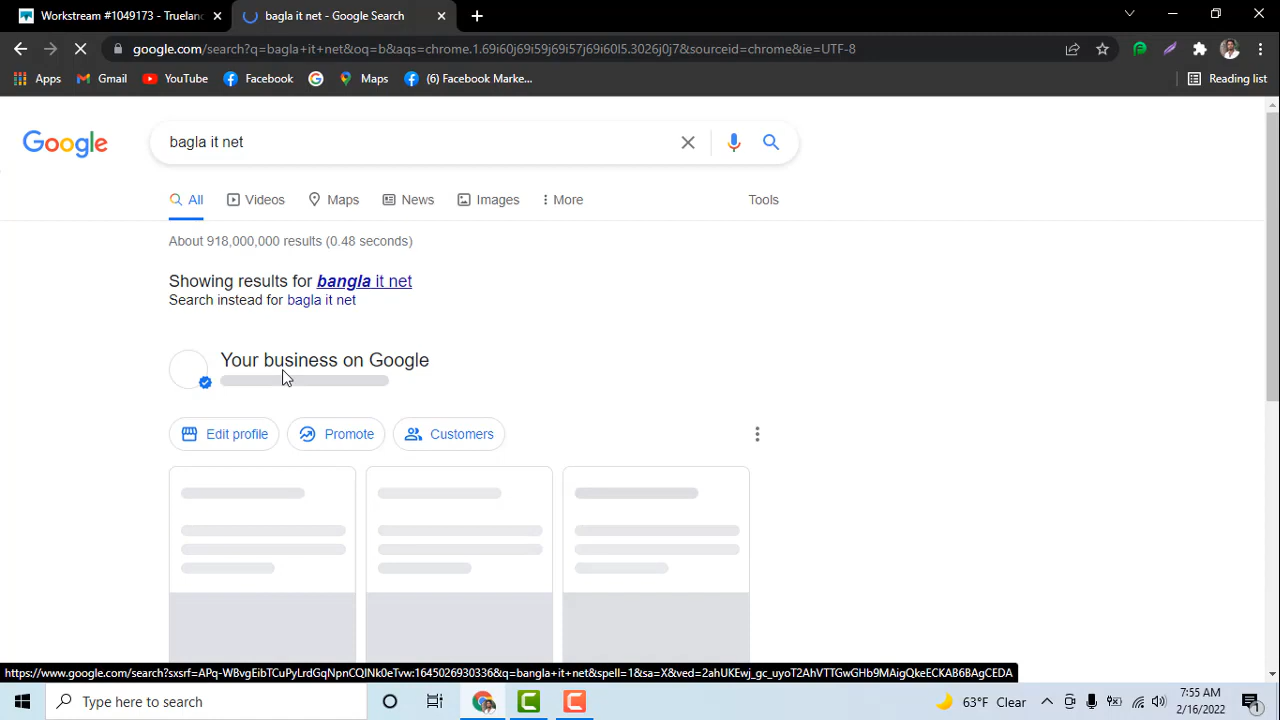 Workstream #1049173 - Trueland
bagla it net - Google Search
google.com/search?q=bagla+it+net&oq=b&aqs=chrome.1.69i60j69i59j69i57j69i60l5.3026j0j7&sourceid=chrome&ie=UTF-8
Apps
Gmail
YouTube
Facebook
Maps
(6) Facebook Marke...
Reading list
Google
bagla it net
All
Videos
Maps
News
Images
More
Tools
About 918,000,000 results (0.48 seconds)
Showing results for bangla it net
Search instead for bagla it net
Your business on Google
Edit profile
Promote
Customers
https://www.google.com/search?sxsrf=APq-WBvgEibTCuPyLrdGqNpnCQlNk0eTvw:1645026930336&q=bangla+it+net&spell=1&sa=X&ved=2ahUKEwj_gc_uyoT2AhVTTGwGHb9MAigQkeECKAB6BAgCEDA
Type here to search
63°F Clear
7:55 AM
2/16/2022
1